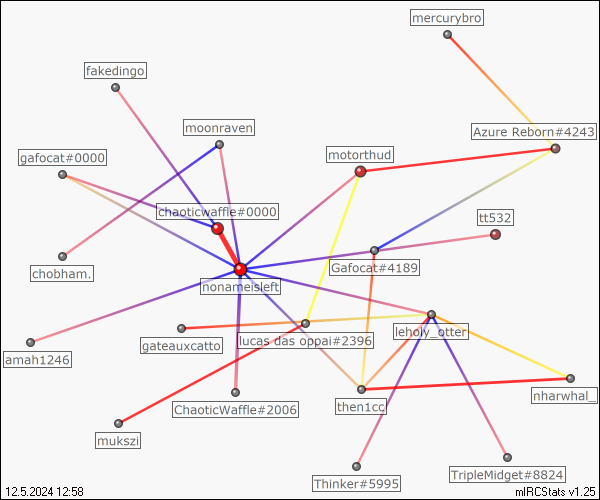 mercurybro
fakedingo
moonraven
Azure Reborn#4243
gafocat#0000
motorthud
chaoticwaffle#0000
tt532
Gafocat#4189
chobham.
nonameisleft
leholy_otter
lucas das oppai#2396
gateauxcatto
amah1246
nharwhal_
ChaoticWaffle#2006
then1cc
mukszi
TripleMidget#8824
Thinker#5995
12.5.2024 12:58
mIRCStats v1.25